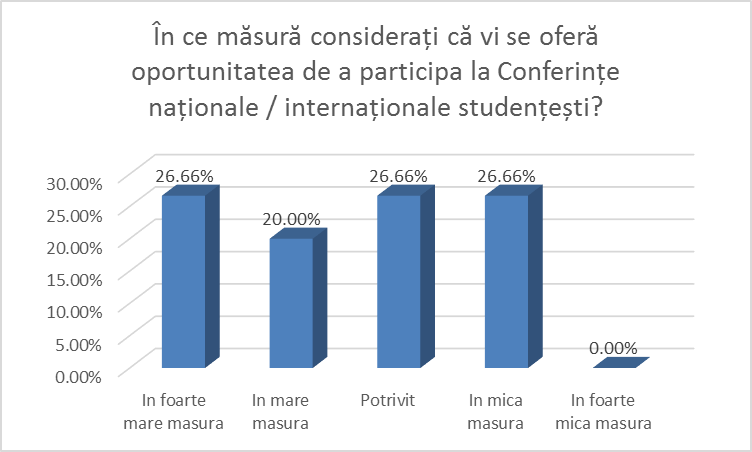 În ce măsură considerați că vi se oferă
oportunitatea de a participa la Conferințe
naționale / internaționale studențești?
26.66%
20.00%
26.66%
26.66%
0.00%
30.00%
25.00%
20.00%
15.00%
10.00%
5.00%
0.00%
In foarte
mare masura
In mare
masura
Potrivit
In mica
masura
In foarte
mica masura